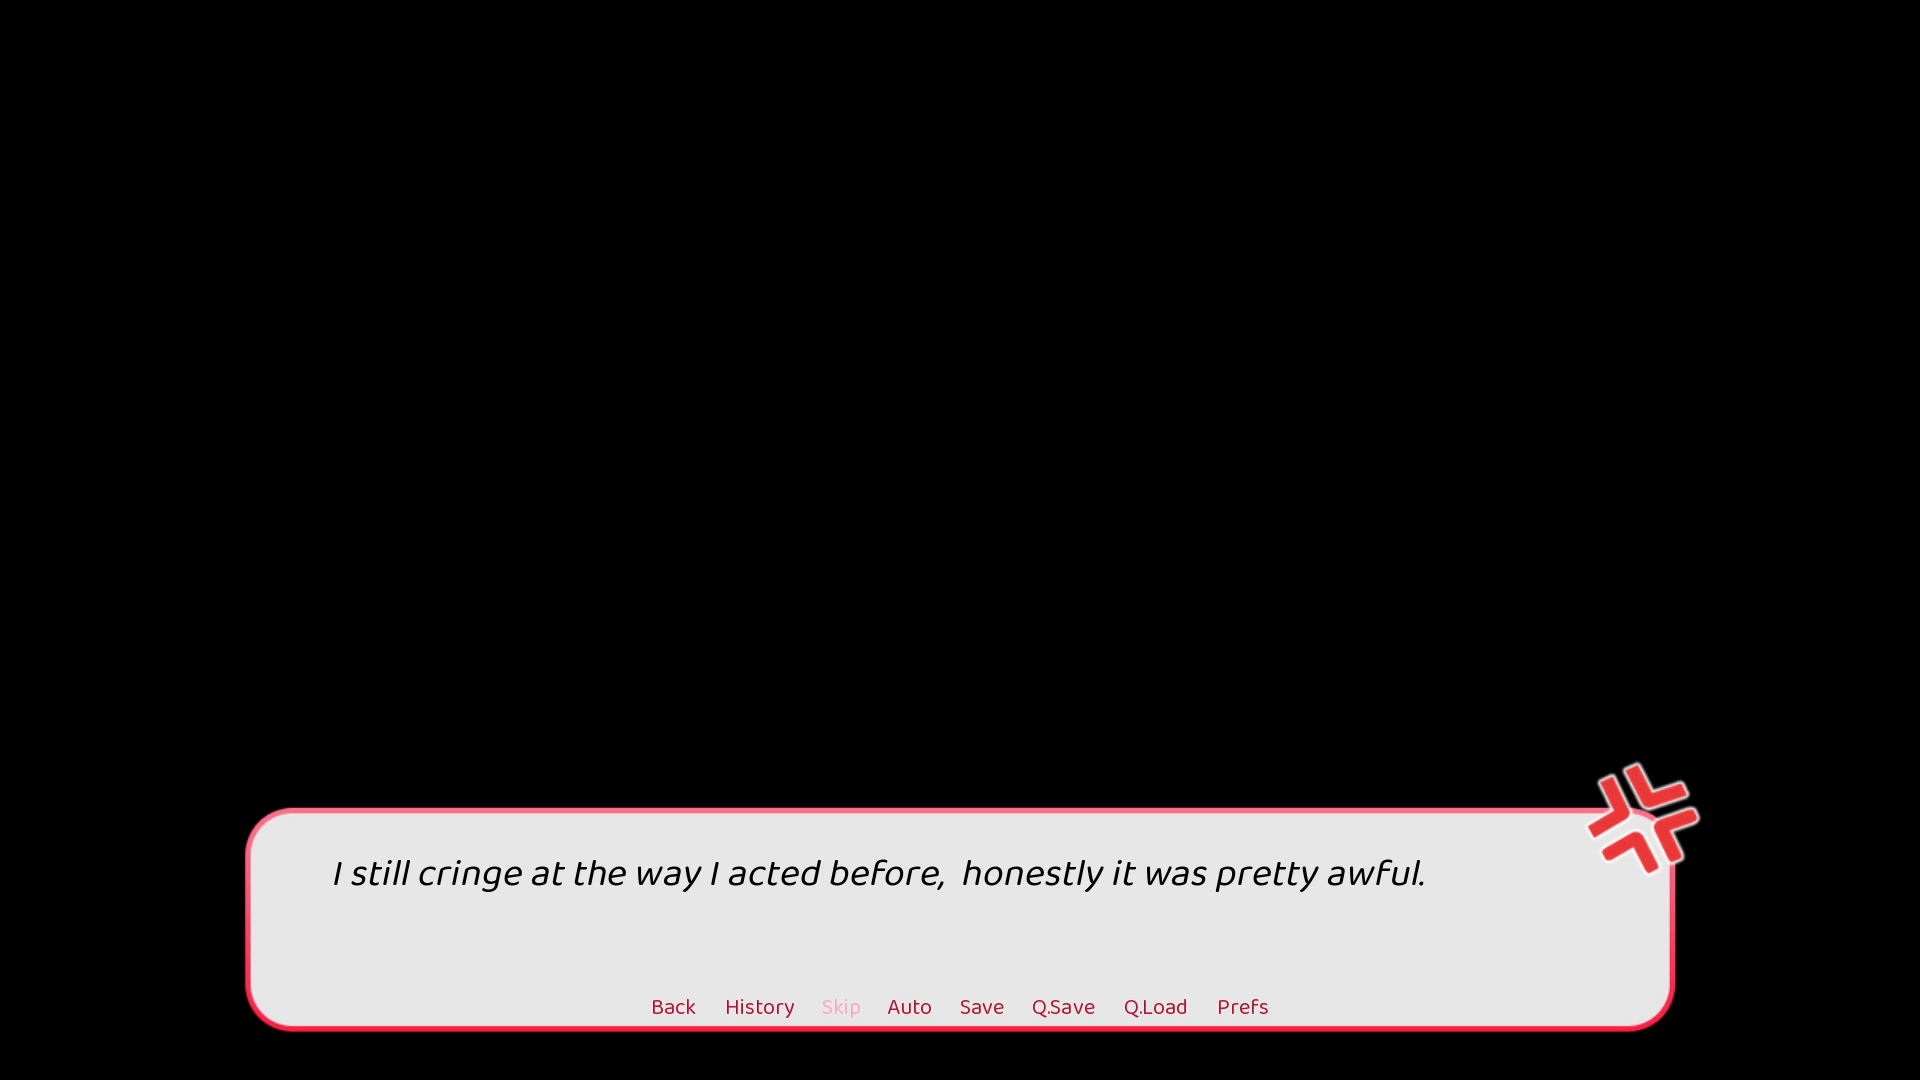 I still cringe at the way I acted before,  honestly it was pretty awful.
Back History Skip Auto Save Q.Save Q.Load Prefs